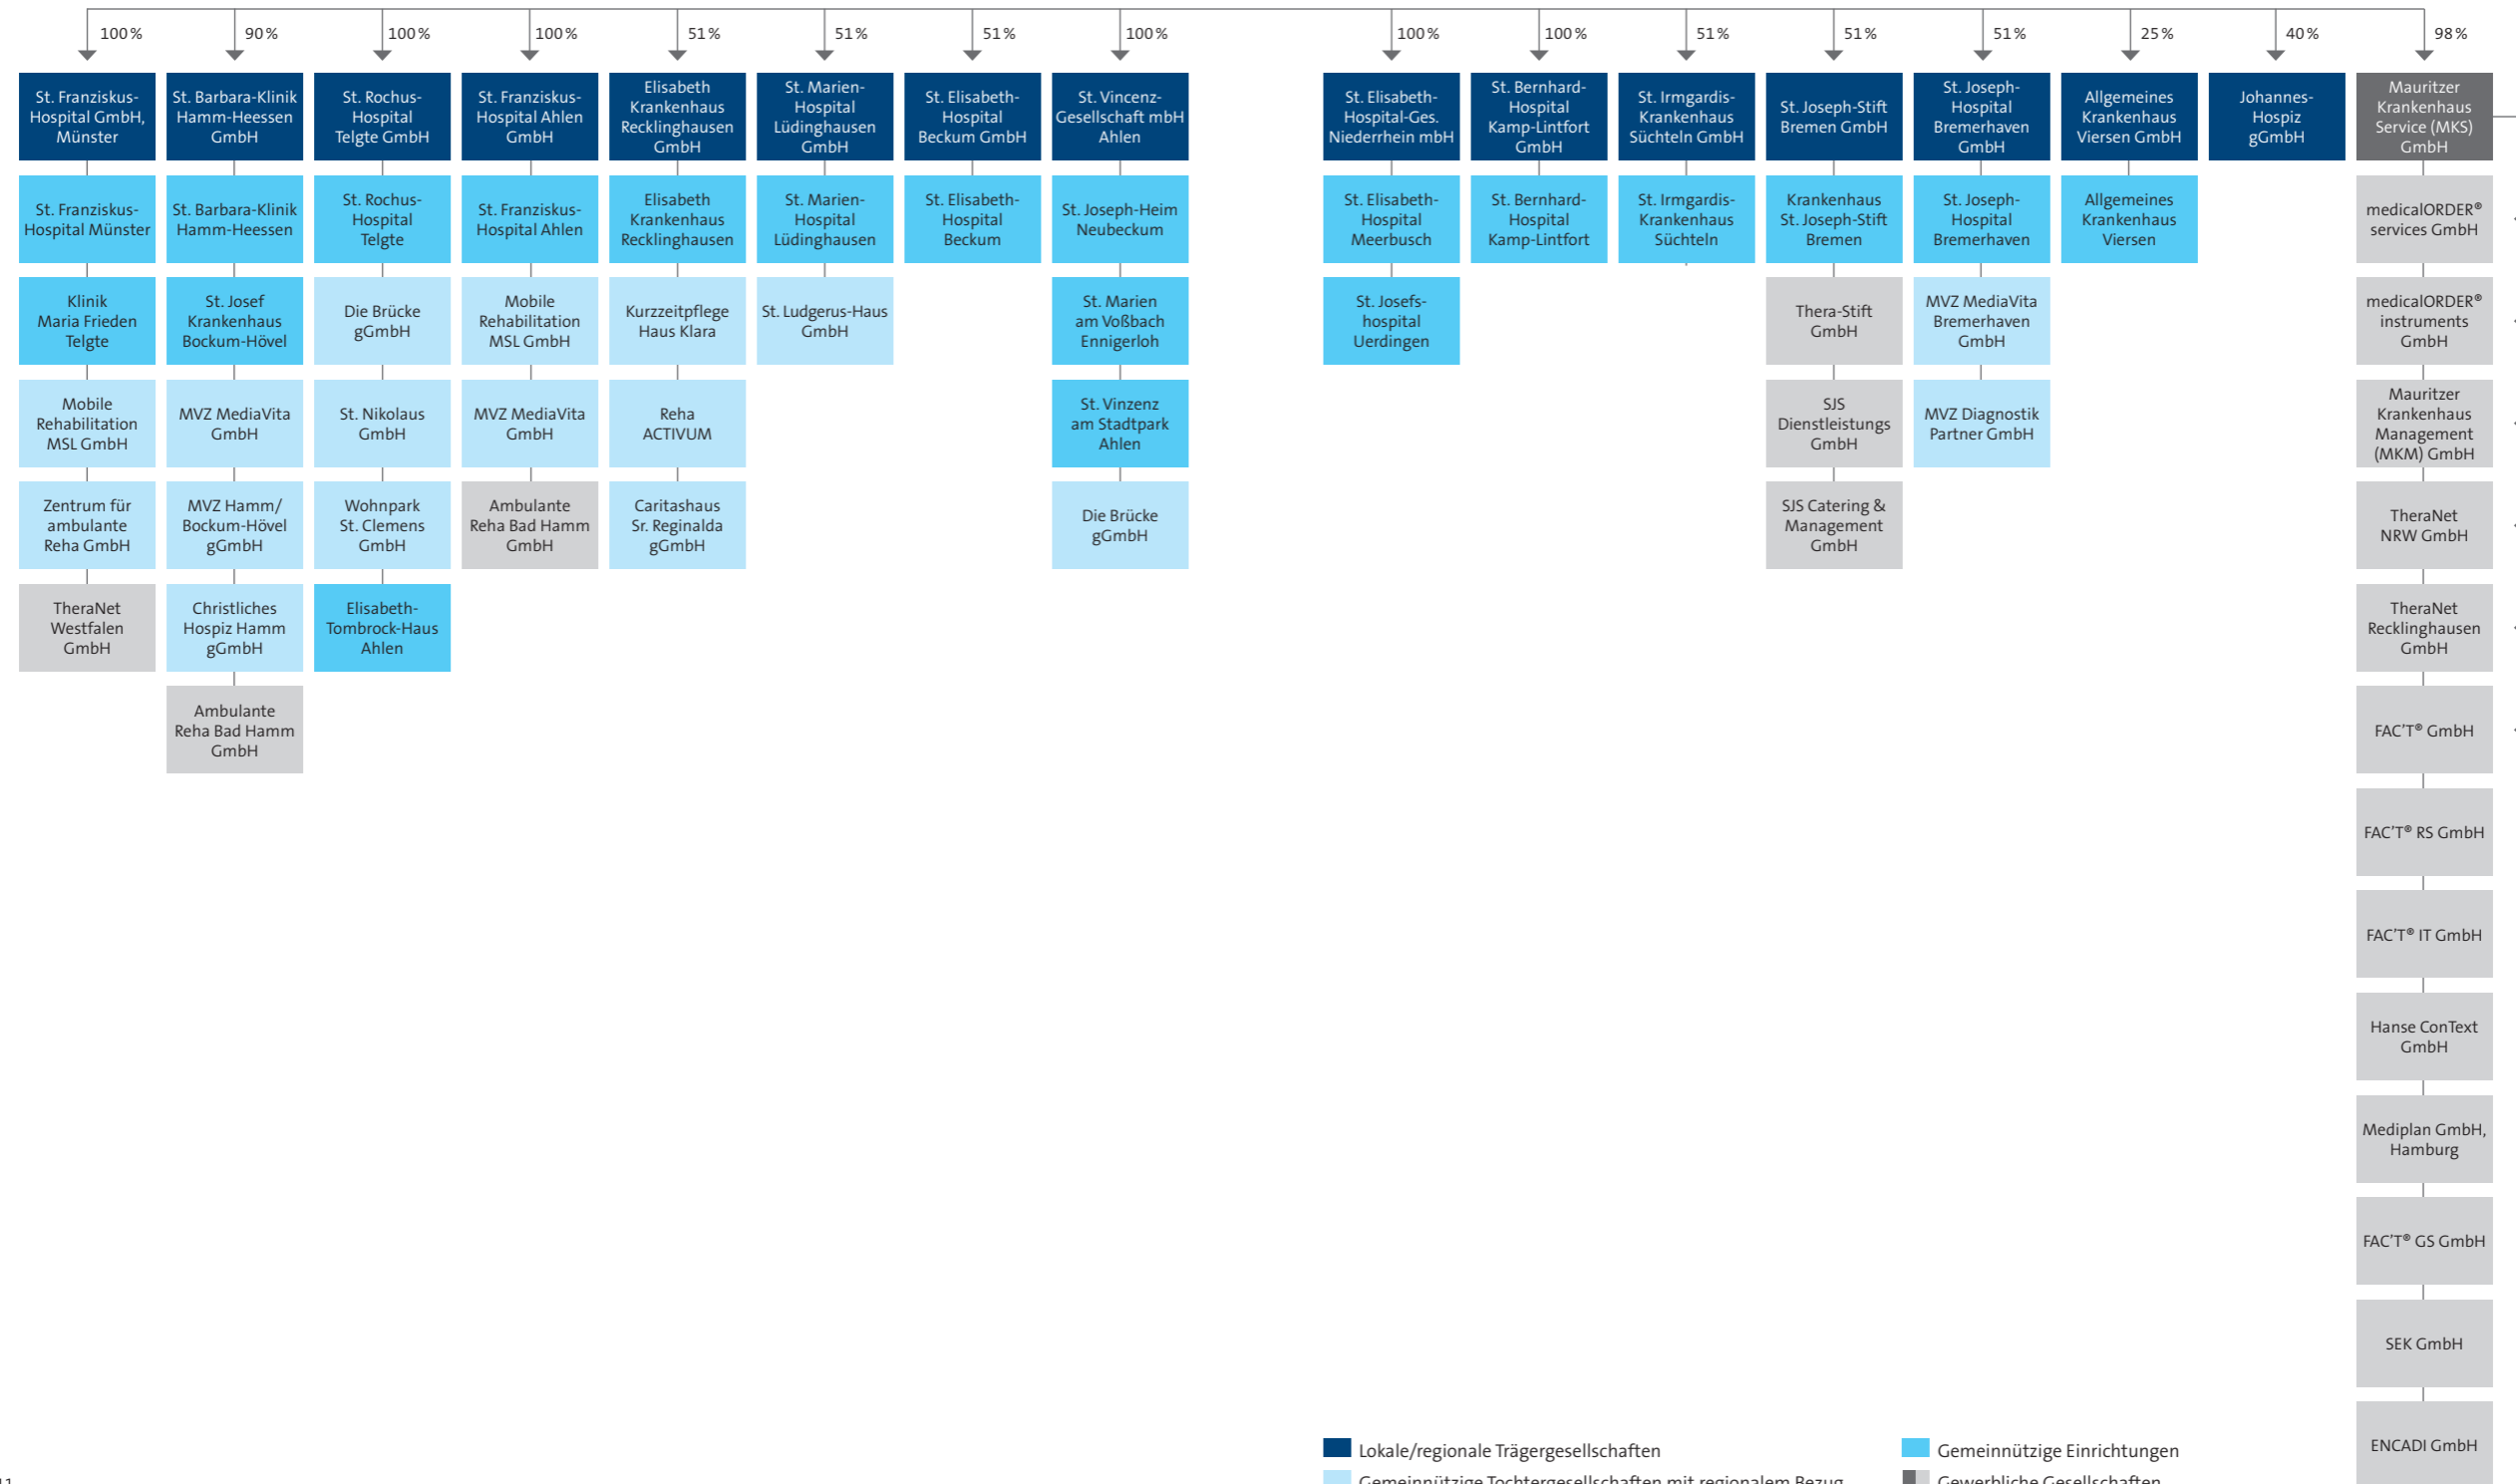 100 %
90 %
100 %
100 %
51 %
51 %
51 %
100 %
100 %
100 %
51 %
51 %
51 %
25 %
40 %
98 %
St. Franziskus-
Hospital GmbH,
Münster
St. Barbara-Klinik
Hamm-Heessen
GmbH
St. Rochus-
Hospital
Telgte GmbH
St. Franziskus-
Hospital Ahlen
GmbH
Elisabeth
Krankenhaus
Recklinghausen
GmbH
St. Marien-
Hospital
Lüdinghausen
GmbH
St. Elisabeth-
Hospital
Beckum GmbH
St. Vincenz-
Gesellschaft mbH
Ahlen
St. Elisabeth-
Hospital-Ges.
Niederrhein mbH
St. Bernhard-
Hospital
Kamp-Lintfort
GmbH
St. Irmgardis-
Krankenhaus
Süchteln GmbH
St. Joseph-Stift
Bremen GmbH
St. Joseph-
Hospital
Bremerhaven
GmbH
Allgemeines
Krankenhaus
Viersen GmbH
Johannes-
Hospiz
gGmbH
Mauritzer
Krankenhaus
Service (MKS)
GmbH
St. Franziskus-
Hospital Münster
St. Barbara-Klinik
Hamm-Heessen
St. Rochus-
Hospital
Telgte
St. Franziskus-
Hospital Ahlen
Elisabeth
Krankenhaus
Recklinghausen
St. Marien-
Hospital
Lüdinghausen
St. Elisabeth-
Hospital
Beckum
St. Joseph-Heim
Neubeckum
St. Elisabeth-
Hospital
Meerbusch
St. Bernhard-
Hospital
Kamp-Lintfort
St. Irmgardis-
Krankenhaus
Süchteln
Krankenhaus
St. Joseph-Stift
Bremen
St. Joseph-
Hospital
Bremerhaven
Allgemeines
Krankenhaus
Viersen
medicalORDER®
services GmbH
Klinik
Maria Frieden
Telgte
St. Josef
Krankenhaus
Bockum-Hövel
Die Brücke
gGmbH
Mobile
Rehabilitation
MSL GmbH
Kurzzeitpflege
Haus Klara
St. Ludgerus-Haus
GmbH
St. Marien
am Voßbach
Ennigerloh
St. Josefs-
hospital
Uerdingen
Thera-Stift
GmbH
MVZ MediaVita
Bremerhaven
GmbH
medicalORDER®
instruments
GmbH
Mobile
Rehabilitation
MSL GmbH
MVZ MediaVita
GmbH
St. Nikolaus
GmbH
MVZ MediaVita
GmbH
Reha
ACTIVUM
St. Vinzenz
am Stadtpark
Ahlen
SJS
Dienstleistungs
GmbH
MVZ Diagnostik
Partner GmbH
Mauritzer
Krankenhaus
Management
(MKM) GmbH
Zentrum für
ambulante
Reha GmbH
MVZ Hamm/
Bockum-Hövel
gGmbH
Wohnpark
St. Clemens
GmbH
Ambulante
Reha Bad Hamm
GmbH
Caritashaus
Sr. Reginalda
gGmbH
Die Brücke
gGmbH
SJS Catering &
Management
GmbH
TheraNet
NRW GmbH
TheraNet
Westfalen
GmbH
Christliches
Hospiz Hamm
gGmbH
Elisabeth-
Tombrock-Haus
Ahlen
TheraNet
Recklinghausen
GmbH
Ambulante
Reha Bad Hamm
GmbH
FAC'T® GmbH
FAC'T® RS GmbH
FAC'T® IT GmbH
Hanse ConText
GmbH
Mediplan GmbH,
Hamburg
FAC'T® GS GmbH
SEK GmbH
ENCADI GmbH
Lokale/regionale Trägergesellschaften
Gemeinnützige Einrichtungen
Gemeinnützige Tochtergesellschaften mit regionalem Bezug
Gewerbliche Gesellschaften